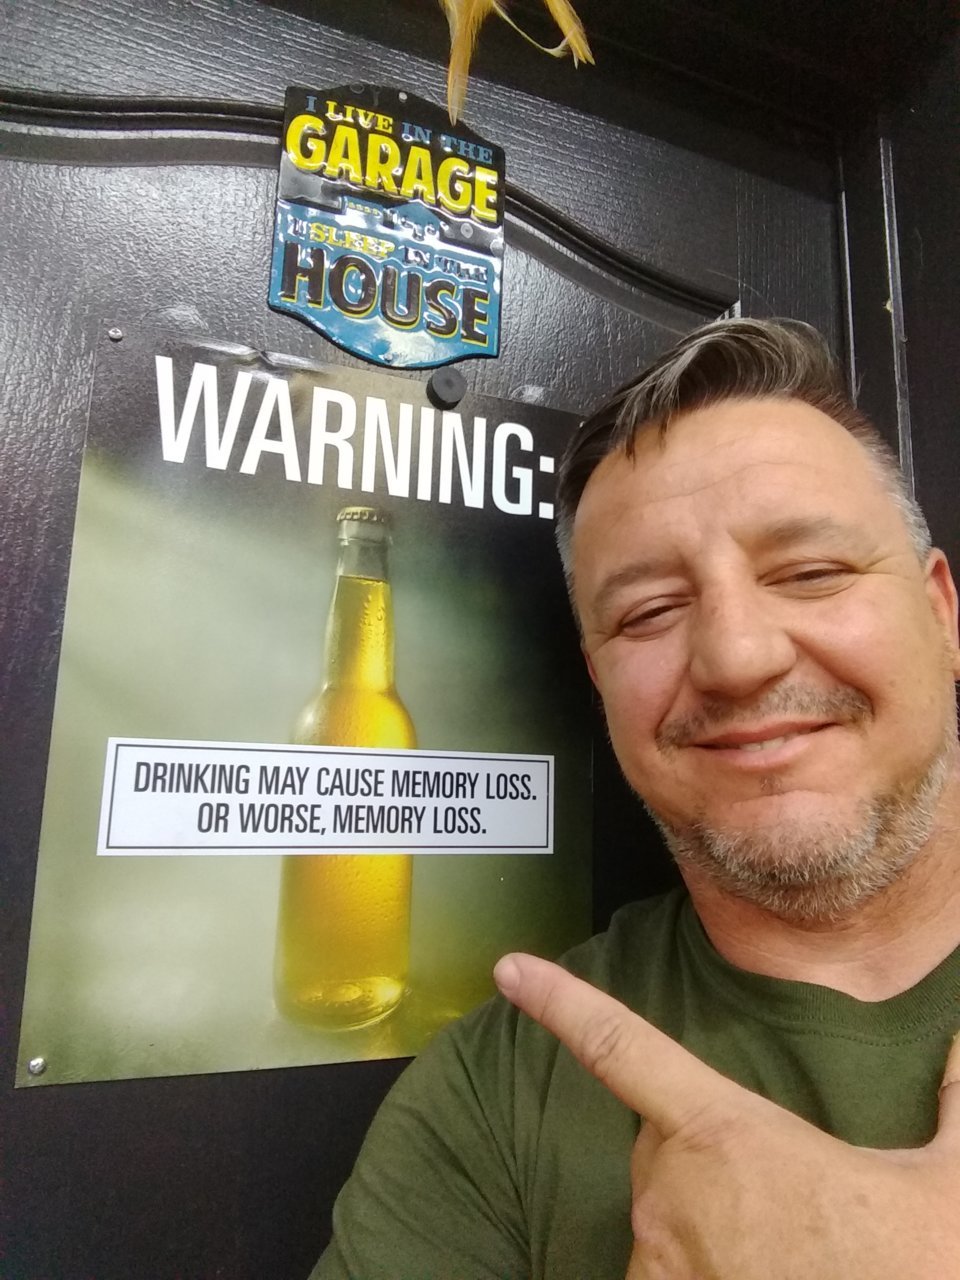 I LIVE IN THE
GARAGE
I SLEEP IN THE
HOUSE
WARNING:
DRINKING MAY CAUSE MEMORY LOSS.
OR WORSE, MEMORY LOSS.